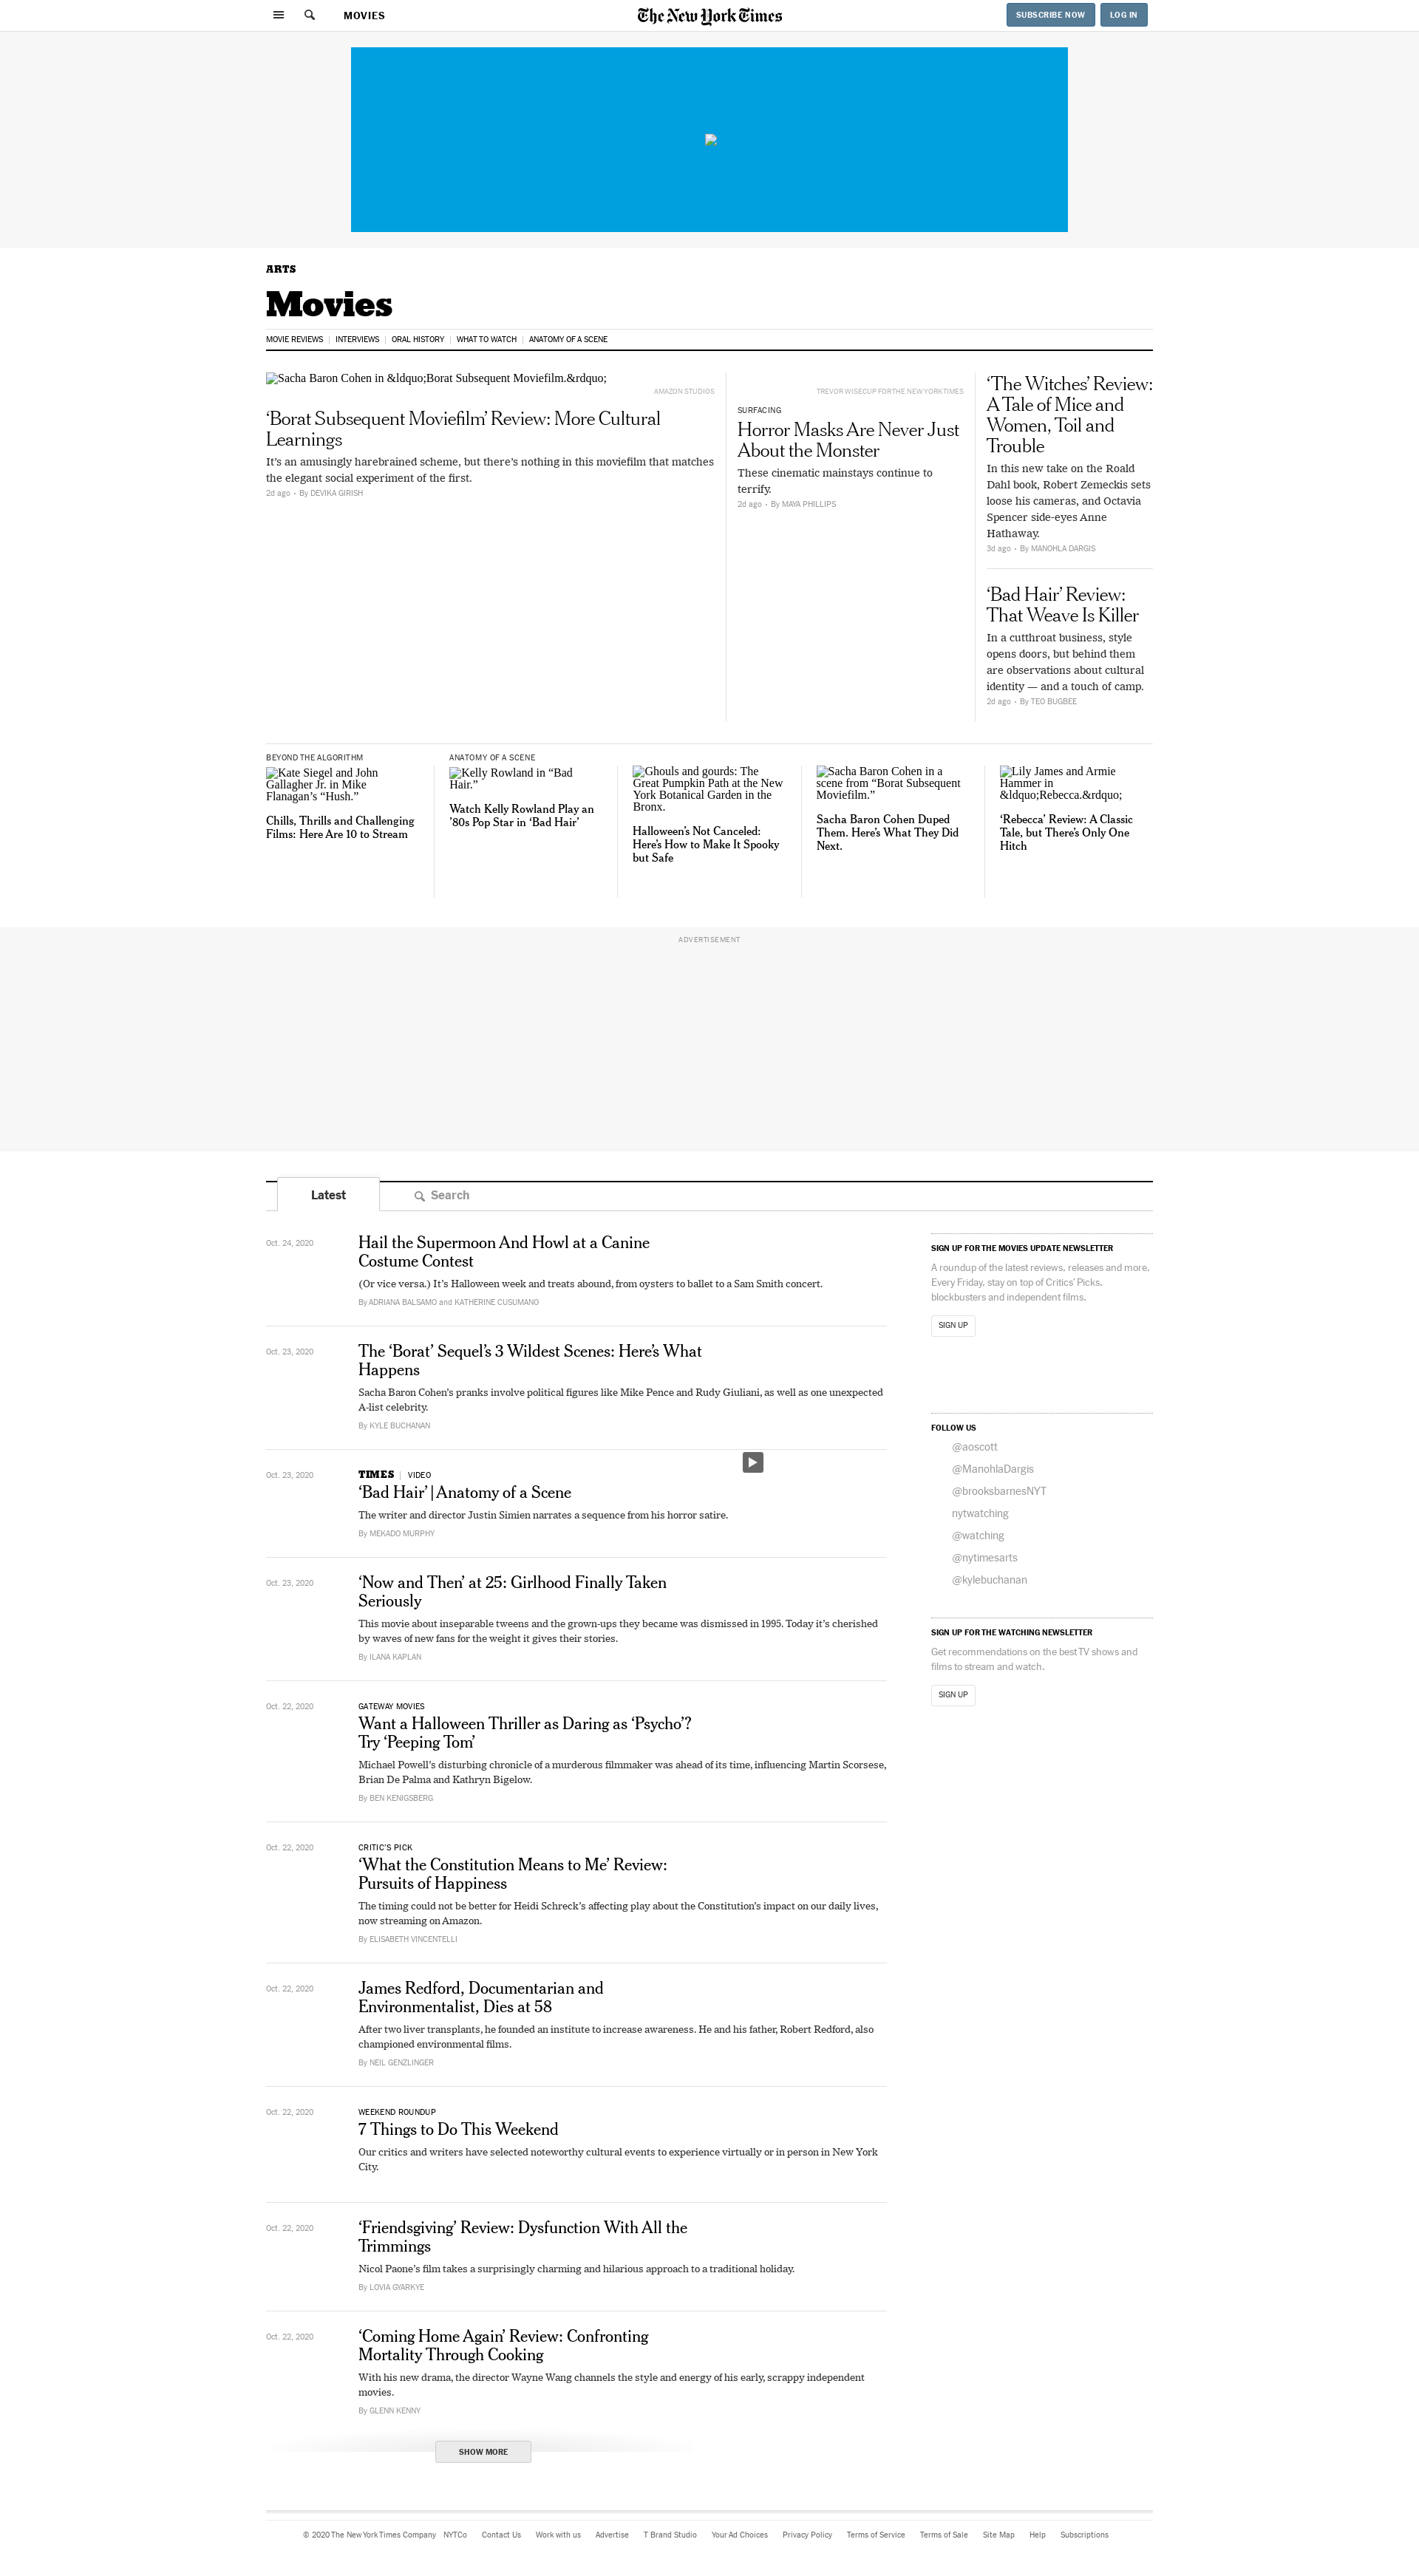 MOVIES
The New York Times
SUBSCRIBE NOW
LOG IN
ARTS
Movies
MOVIE REVIEWS
INTERVIEWS
ORAL HISTORY
WHAT TO WATCH
ANATOMY OF A SCENE
Sacha Baron Cohen in &ldquo;Borat Subsequent Moviefilm.&rdquo;
AMAZON STUDIOS
‘Borat Subsequent Moviefilm’ Review: More Cultural
Learnings
It’s an amusingly harebrained scheme, but there’s nothing in this moviefilm that matches
the elegant social experiment of the first.
2d ago • By DEVIKA GIRISH
TREVOR WISECUP FOR THE NEW YORK TIMES
SURFACING
Horror Masks Are Never Just
About the Monster
These cinematic mainstays continue to
terrify.
2d ago • By MAYA PHILLIPS
‘The Witches’ Review:
A Tale of Mice and
Women, Toil and
Trouble
In this new take on the Roald
Dahl book, Robert Zemeckis sets
loose his cameras, and Octavia
Spencer side-eyes Anne
Hathaway.
3d ago • By MANOHLA DARGIS
‘Bad Hair’ Review:
That Weave Is Killer
In a cutthroat business, style
opens doors, but behind them
are observations about cultural
identity — and a touch of camp.
2d ago • By TEO BUGBEE
BEYOND THE ALGORITHM
Kate Siegel and John
Gallagher Jr. in Mike
Flanagan’s “Hush.”
Chills, Thrills and Challenging
Films: Here Are 10 to Stream
ANATOMY OF A SCENE
Kelly Rowland in “Bad
Hair.”
Watch Kelly Rowland Play an
’80s Pop Star in ‘Bad Hair’
Ghouls and gourds: The
Great Pumpkin Path at the New
York Botanical Garden in the
Bronx.
Halloween’s Not Canceled:
Here’s How to Make It Spooky
but Safe
Sacha Baron Cohen in a
scene from “Borat Subsequent
Moviefilm.”
Sacha Baron Cohen Duped
Them. Here’s What They Did
Next.
Lily James and Armie
Hammer in
&ldquo;Rebecca.&rdquo;
‘Rebecca’ Review: A Classic
Tale, but There’s Only One
Hitch
ADVERTISEMENT
Latest
Search
Oct. 24, 2020
Hail the Supermoon And Howl at a Canine
Costume Contest
(Or vice versa.) It’s Halloween week and treats abound, from oysters to ballet to a Sam Smith concert.
By ADRIANA BALSAMO and KATHERINE CUSUMANO
Oct. 23, 2020
The ‘Borat’ Sequel’s 3 Wildest Scenes: Here’s What
Happens
Sacha Baron Cohen’s pranks involve political figures like Mike Pence and Rudy Giuliani, as well as one unexpected
A-list celebrity.
By KYLE BUCHANAN
Oct. 23, 2020
TIMES | VIDEO
‘Bad Hair’ | Anatomy of a Scene
The writer and director Justin Simien narrates a sequence from his horror satire.
By MEKADO MURPHY
Oct. 23, 2020
‘Now and Then’ at 25: Girlhood Finally Taken
Seriously
This movie about inseparable tweens and the grown-ups they became was dismissed in 1995. Today it’s cherished
by waves of new fans for the weight it gives their stories.
By ILANA KAPLAN
Oct. 22, 2020
GATEWAY MOVIES
Want a Halloween Thriller as Daring as ‘Psycho’?
Try ‘Peeping Tom’
Michael Powell’s disturbing chronicle of a murderous filmmaker was ahead of its time, influencing Martin Scorsese,
Brian De Palma and Kathryn Bigelow.
By BEN KENIGSBERG
Oct. 22, 2020
CRITIC’S PICK
‘What the Constitution Means to Me’ Review:
Pursuits of Happiness
The timing could not be better for Heidi Schreck’s affecting play about the Constitution’s impact on our daily lives,
now streaming on Amazon.
By ELISABETH VINCENTELLI
Oct. 22, 2020
James Redford, Documentarian and
Environmentalist, Dies at 58
After two liver transplants, he founded an institute to increase awareness. He and his father, Robert Redford, also
championed environmental films.
By NEIL GENZLINGER
Oct. 22, 2020
WEEKEND ROUNDUP
7 Things to Do This Weekend
Our critics and writers have selected noteworthy cultural events to experience virtually or in person in New York
City.
Oct. 22, 2020
‘Friendsgiving’ Review: Dysfunction With All the
Trimmings
Nicol Paone’s film takes a surprisingly charming and hilarious approach to a traditional holiday.
By LOVIA GYARKYE
Oct. 22, 2020
‘Coming Home Again’ Review: Confronting
Mortality Through Cooking
With his new drama, the director Wayne Wang channels the style and energy of his early, scrappy independent
movies.
By GLENN KENNY
SHOW MORE
SIGN UP FOR THE MOVIES UPDATE NEWSLETTER
A roundup of the latest reviews, releases and more.
Every Friday, stay on top of Critics’ Picks,
blockbusters and independent films.
SIGN UP
FOLLOW US
@aoscott
@ManohlaDargis
@brooksbarnesNYT
nytwatching
@watching
@nytimesarts
@kylebuchanan
SIGN UP FOR THE WATCHING NEWSLETTER
Get recommendations on the best TV shows and
films to stream and watch.
SIGN UP
© 2020 The New York Times Company NYTCo Contact Us Work with us Advertise T Brand Studio Your Ad Choices Privacy Policy Terms of Service Terms of Sale Site Map Help Subscriptions